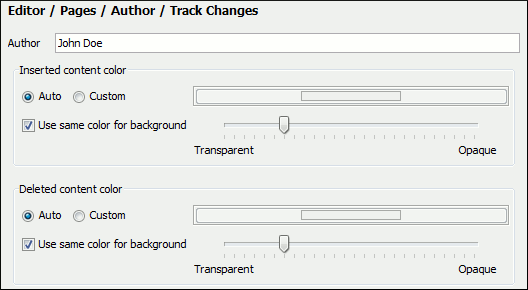 Editor / Pages / Author / Track Changes
Author John Doe
Inserted content color
Auto Custom
Use same color for background
Transparent Opaque
Deleted content color
Auto Custom
Use same color for background
Transparent Opaque